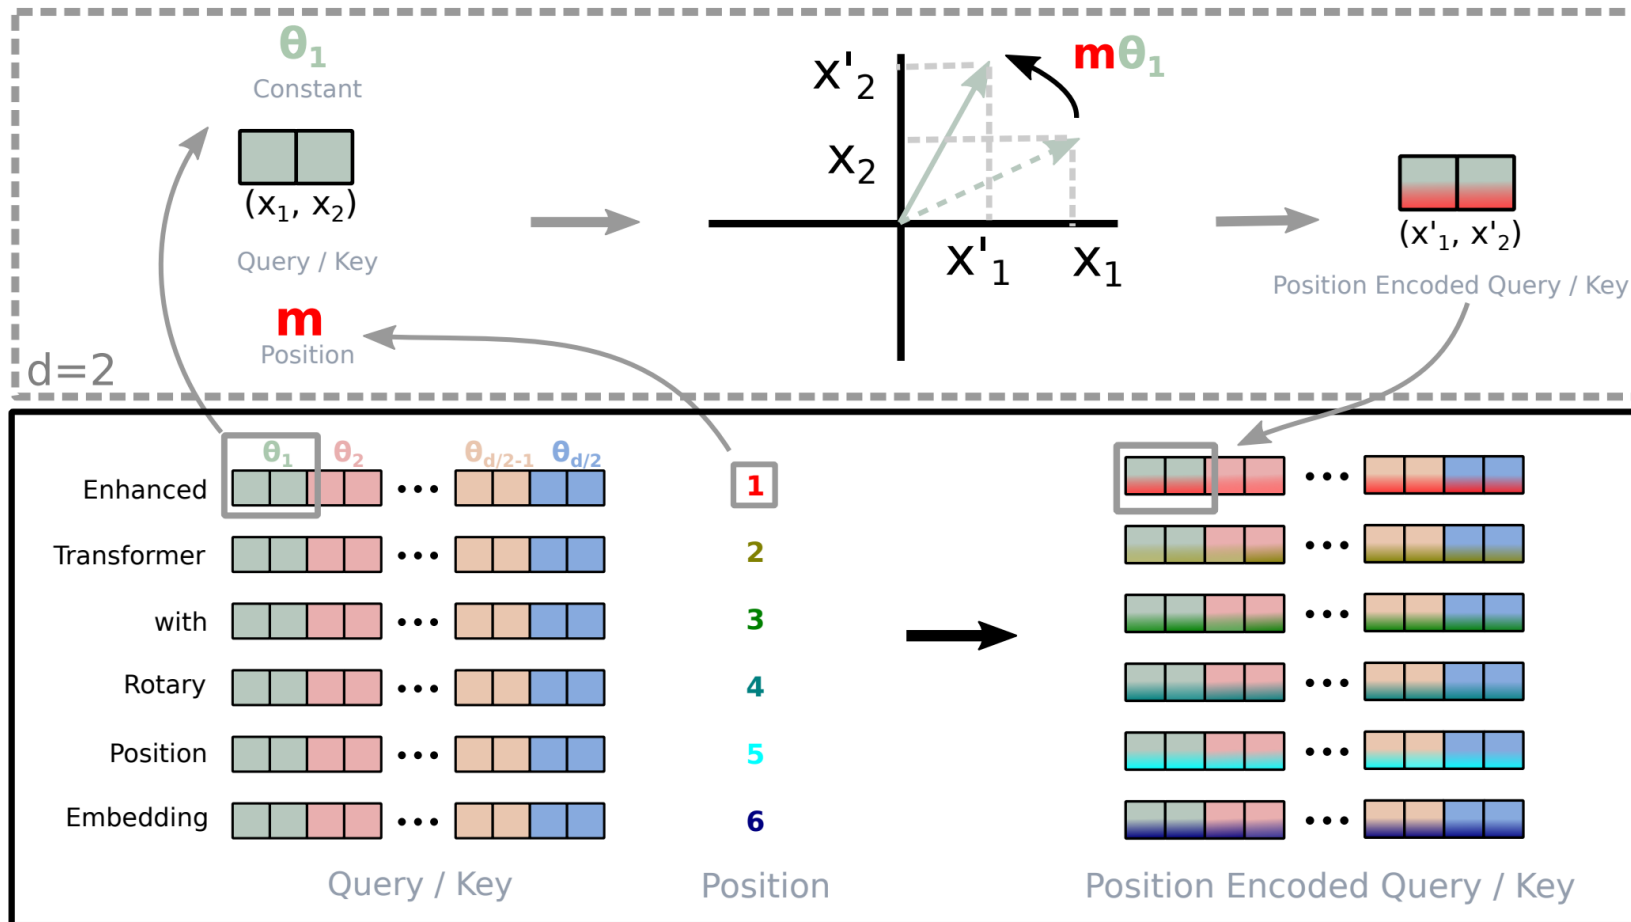 θ₁
Constant
(x₁, x₂)
Query / Key
m
Position
d=2
x'₂
x₂
x'₁
x₁
mθ₁
(x'₁, x'₂)
Position Encoded Query / Key
θ₁ θ₂ θd/2-1 θd/2
Enhanced ••• 1 •••
Transformer ••• 2 •••
with ••• 3 •••
Rotary ••• 4 •••
Position ••• 5 •••
Embedding ••• 6 •••
Query / Key
Position
Position Encoded Query / Key